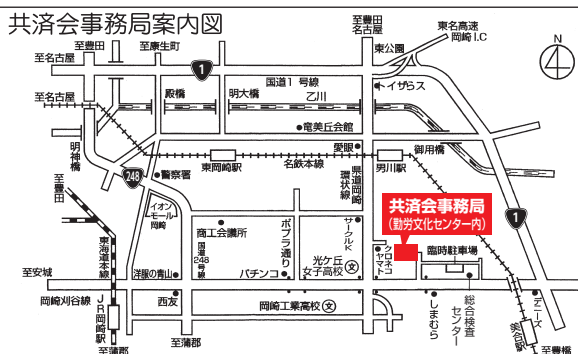 共済会事務局案内図
至豊田
至康生町
至豊田
名古屋
東名高速
岡崎I.C
至名古屋
東公園
N
1
国道1号線
トイザらス
至名古屋
殿橋
明大橋
乙川
竜美丘会館
明神橋
愛眼
御用橋
東岡崎駅
名鉄本線
男川駅
248
警察署
県道岡崎
環状線
至豊田
イオン
モール
岡崎
共済会事務局
(勤労文化センター内)
1
東海道本線
商工会議所
国道248号線
ポプラ通り
サークルK
光ケ丘
女子高校
文
クロネコ
ヤマト
臨時駐車場
至安城
洋服の青山
パチンコ
岡崎刈谷線
JR岡崎駅
西友
岡崎工業高校
文
しまむら
総合検査
センター
デニーズ
美合駅
至蒲郡
至蒲郡
至豊橋